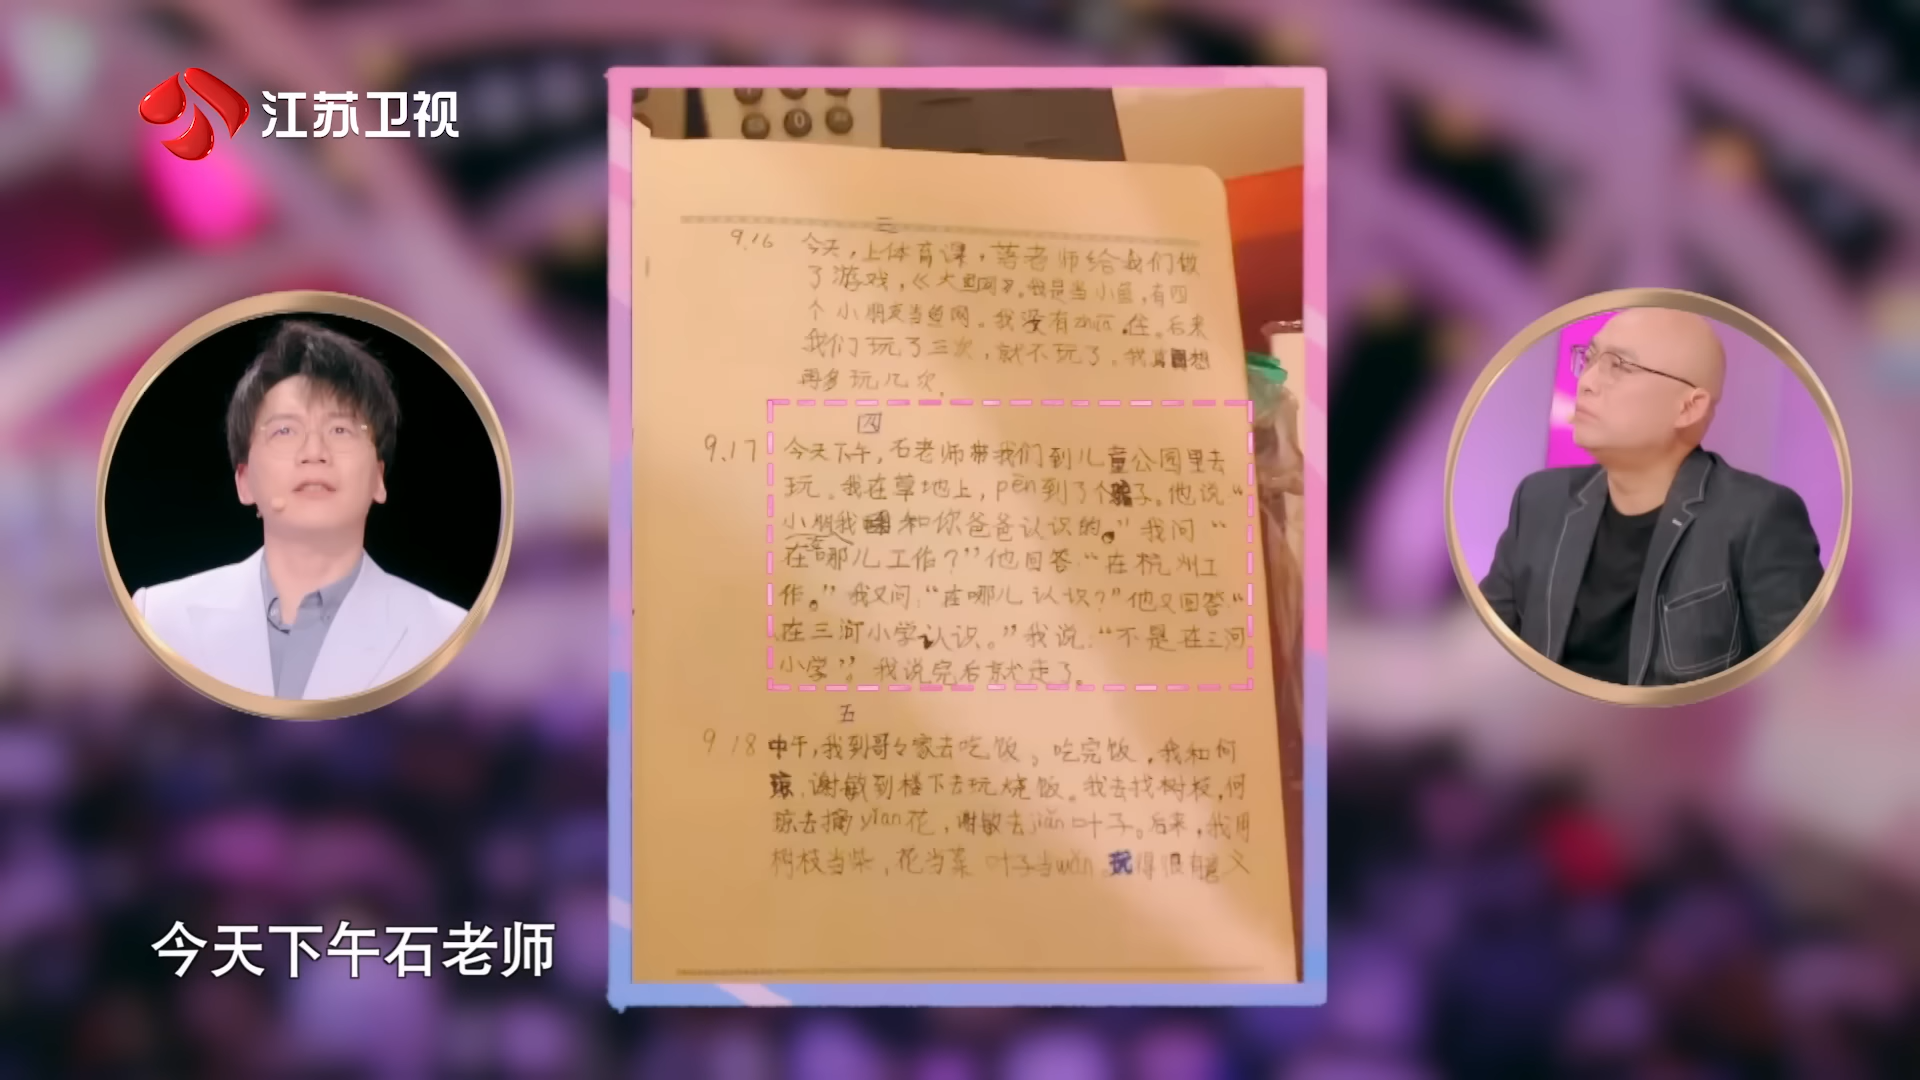 江苏卫视
三
9.16 今天,上体育课,老师给我们做
了游戏,《大鱼网》。我是当小鱼,有四
个小朋友当鱼网。我没有zhuā住。后来
我们玩了三次,就不玩了。我想
再多玩几次.
四
9.17 今天下午,石老师带我们到儿童公园里去
玩。我在草地上,pèn到了个骗子。他说“
小朋我和你爸爸认识的。”我问“
在哪儿工作?”他回答:“在杭州工
作。”我又问:“在哪儿认识?”他又回答:“
在三河小学认识。”我说:“不是在三河
小学”,我说完后就走了。
五
9.18 中午,我到哥々家去吃饭,吃完饭,我和何
琼、谢敏到楼下去玩烧饭。我去找树枝,何
琼去摘yīan花,谢敏去jiǎn叶子。后来,我用
树枝当柴,花当菜 叶子当wǎn 玩得很有意义
今天下午石老师